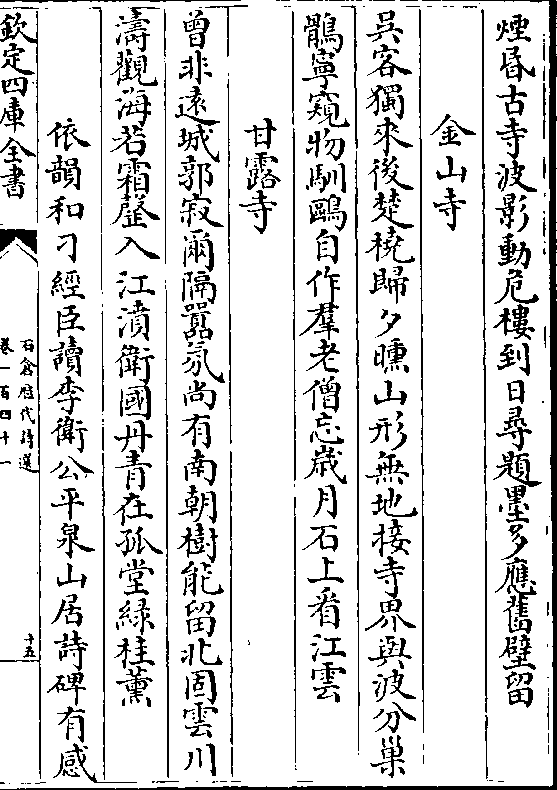 煙昏古寺波影動危樓到日尋題墨多應舊壁留
金山寺
吳客獨來後楚橈歸夕曛山形無地接寺界與波分巢
鶻寧窺物馴鷗自作羣老僧忘歲月石上看江雲
甘露寺
曾非遠城郭寂爾隔囂氛尚有南朝樹能留北固雲川
濤觀海若霜磬入江濆衛國丹青在孤堂緑桂薰
依韻和刁經臣讀李衛公平泉山居詩碑有感
欽定四庫全書
石倉歴代詩選
卷一百四十一
十五